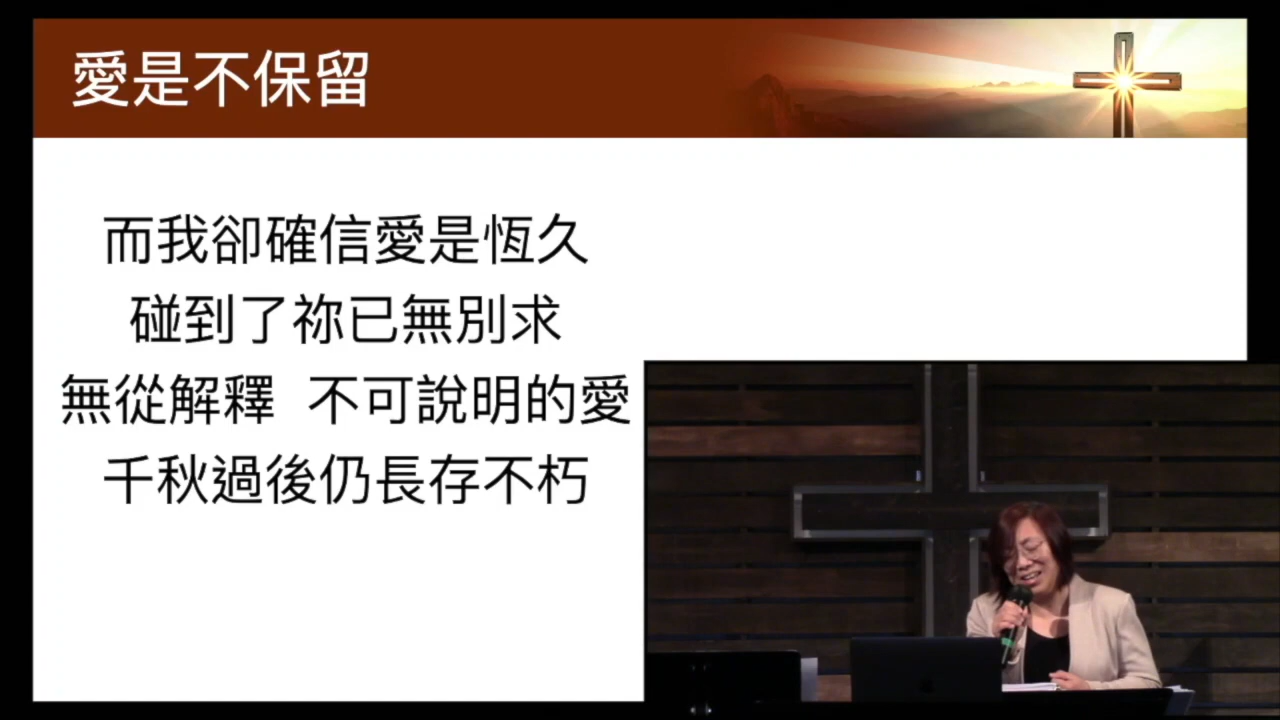 愛是不保留
而我卻確信愛是恆久
碰到了祢已無別求
無從解釋 不可說明的愛
千秋過後仍長存不朽